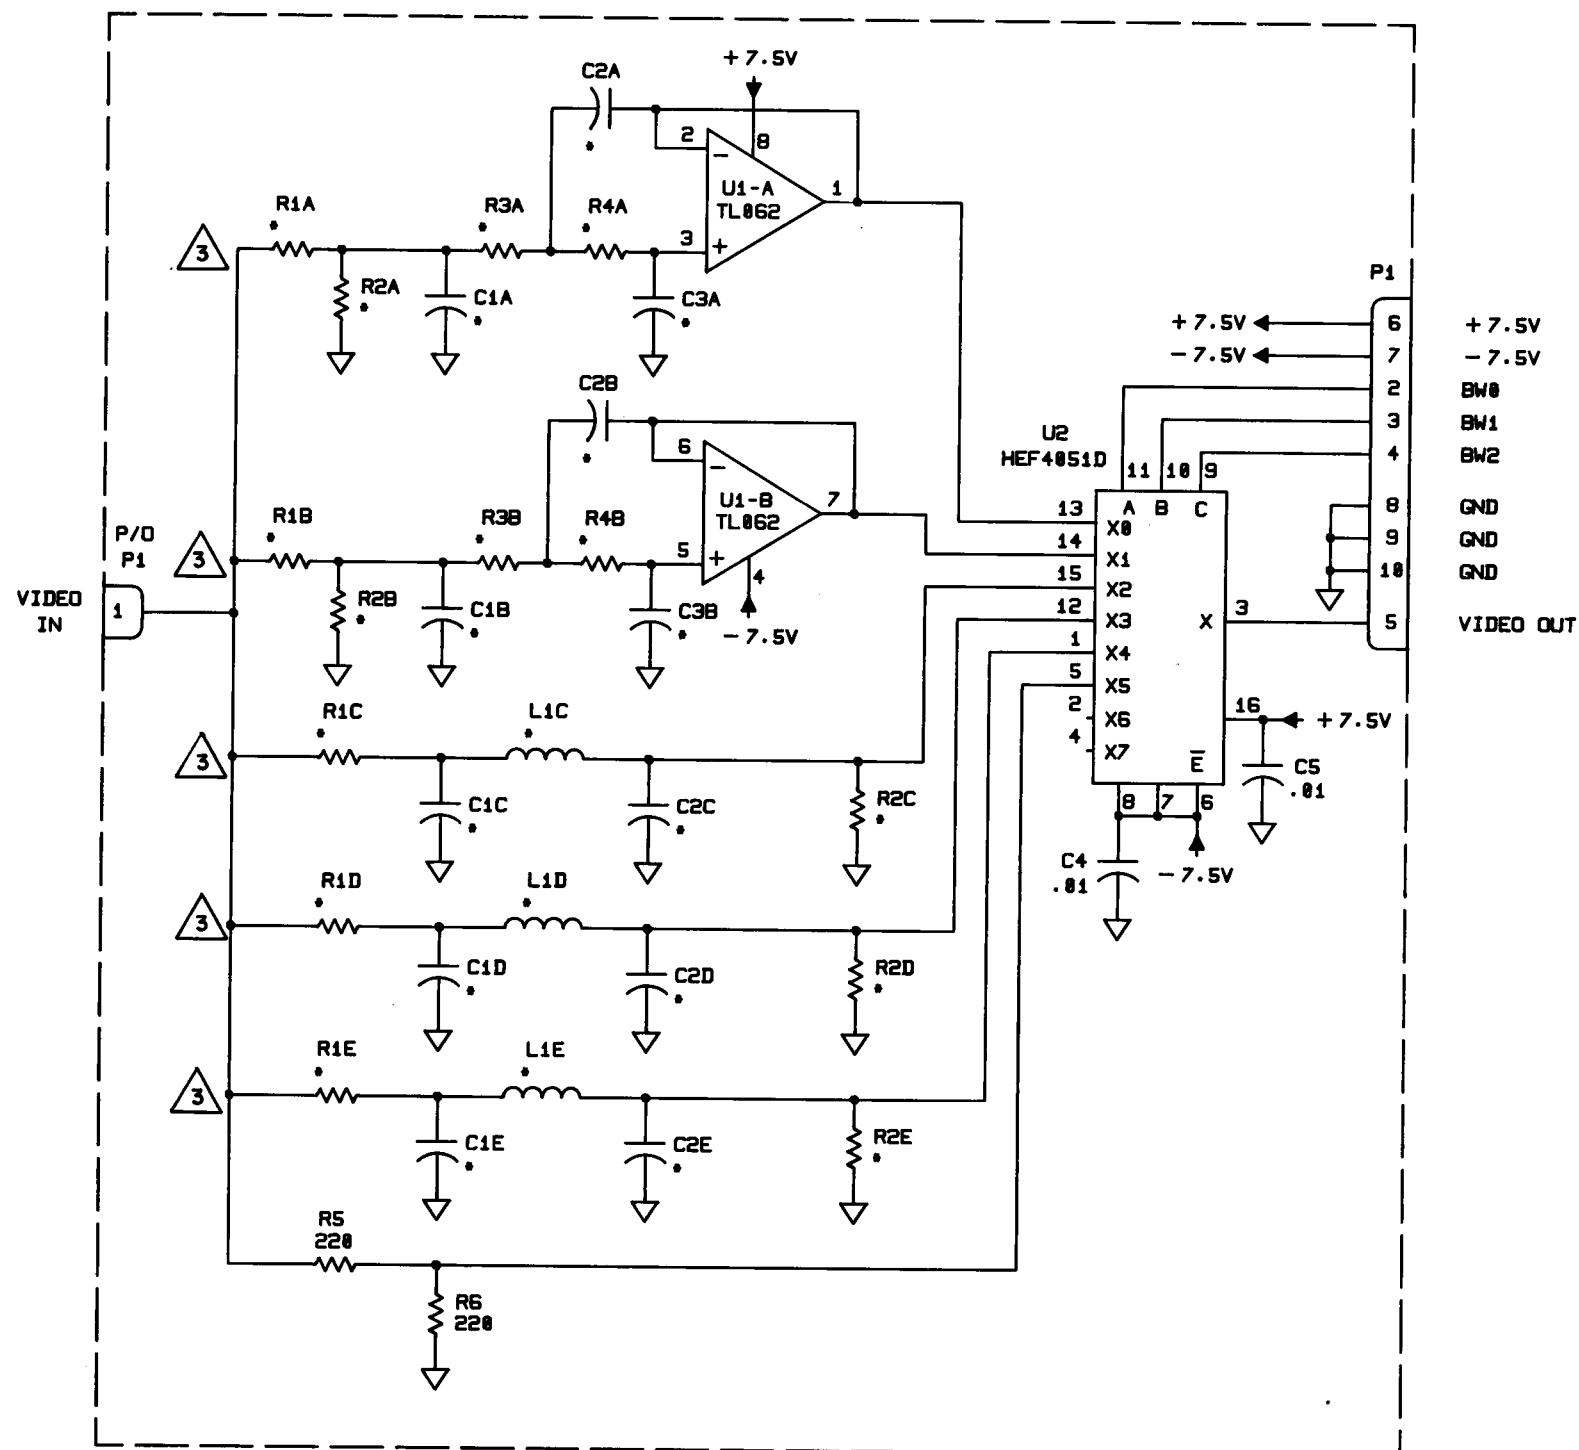 +7.5V
C2A
*
2
8
−
U1-A
TL062
1
R1A
*
R3A
*
R4A
*
3
+
3
R2A
*
C1A
*
C3A
*
P1
+7.5V
6
+7.5V
-7.5V
7
-7.5V
2
BW0
3
BW1
4
BW2
8
GND
9
GND
10
GND
5
VIDEO OUT
C2B
*
6
−
U1-B
TL062
7
R1B
*
R3B
*
R4B
*
5
+
4
-7.5V
3
P/O
P1
VIDEO
IN
1
R2B
*
C1B
*
C3B
*
U2
HEF4051D
11
10
9
A
B
C
13
X0
14
X1
15
X2
12
X3
1
X4
5
X5
2
X6
4
X7
X
3
16
+7.5V
E̅
C5
.01
8
7
6
C4
.01
-7.5V
3
R1C
*
L1C
*
C1C
*
C2C
*
R2C
*
3
R1D
*
L1D
*
C1D
*
C2D
*
R2D
*
3
R1E
*
L1E
*
C1E
*
C2E
*
R2E
*
R5
220
R6
220